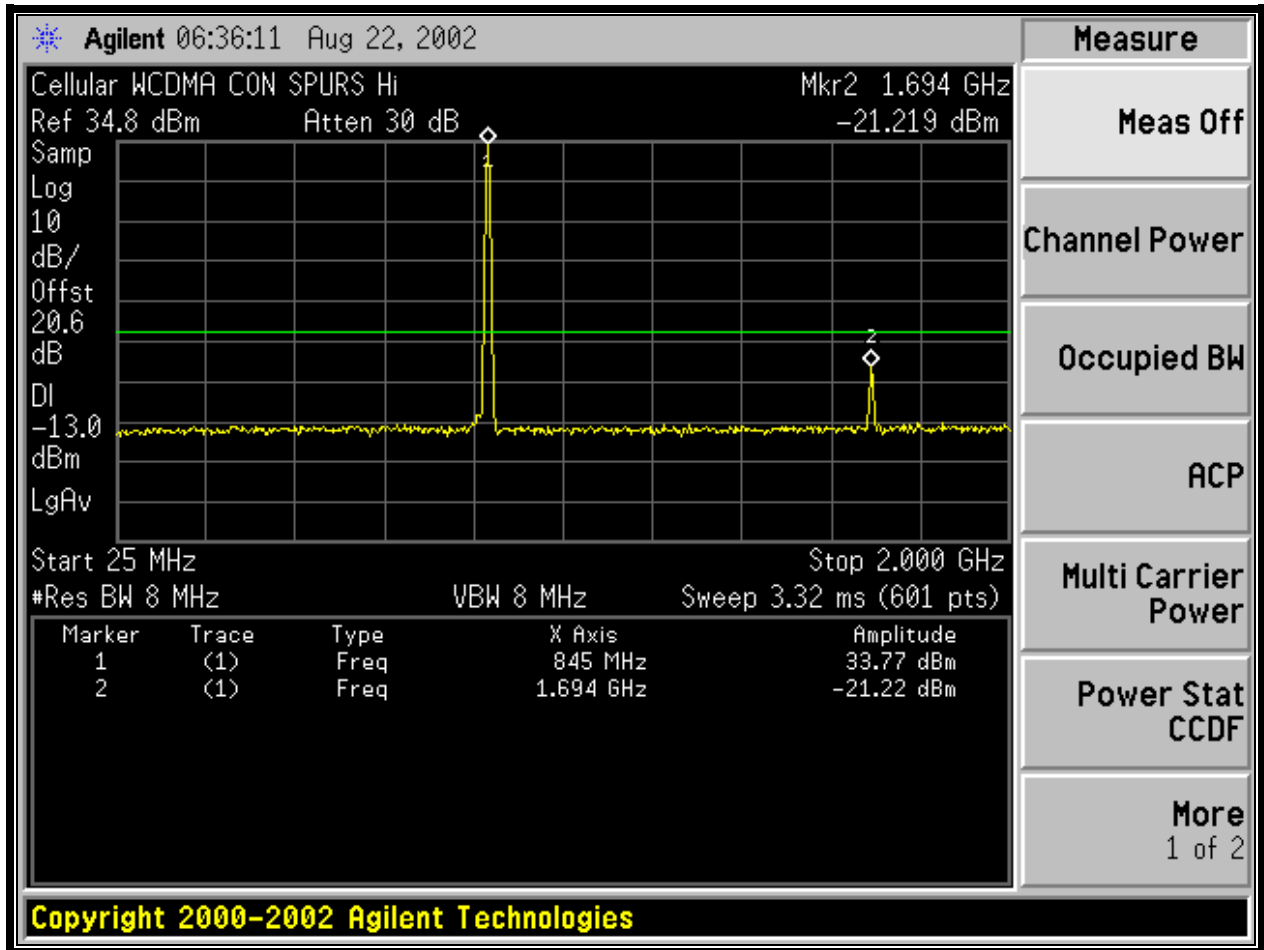 Agilent 06:36:11 Aug 22, 2002
Measure
Cellular WCDMA CON SPURS Hi
Mkr2 1.694 GHz
Ref 34.8 dBm
Atten 30 dB
-21.219 dBm
Samp
Log
10
dB/
Offst
20.6
dB
DI
-13.0
dBm
LgAv
1
2
Start 25 MHz
Stop 2.000 GHz
#Res BW 8 MHz
VBW 8 MHz
Sweep 3.32 ms (601 pts)
Marker Trace Type X Axis Amplitude
1 (1) Freq 845 MHz 33.77 dBm
2 (1) Freq 1.694 GHz -21.22 dBm
Meas Off
Channel Power
Occupied BW
ACP
Multi Carrier
Power
Power Stat
CCDF
More
1 of 2
Copyright 2000-2002 Agilent Technologies